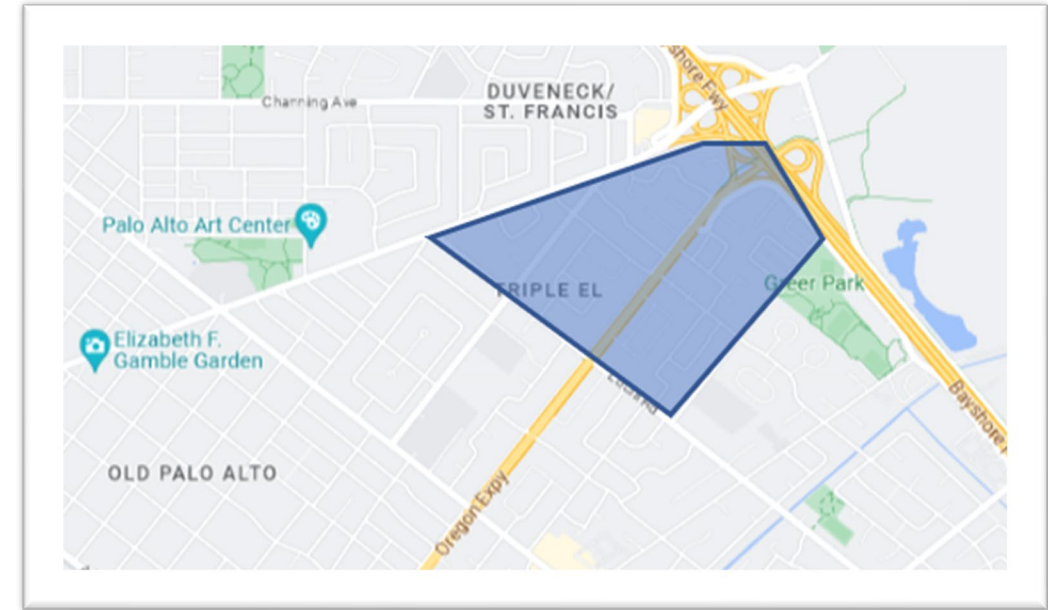 shore Fwy
DUVENECK/
ST. FRANCIS
Channing Ave
Palo Alto Art Center
TRIPLE EL
Greer Park
Elizabeth F.
Gamble Garden
Bayshore
OLD PALO ALTO
Oregon Expy